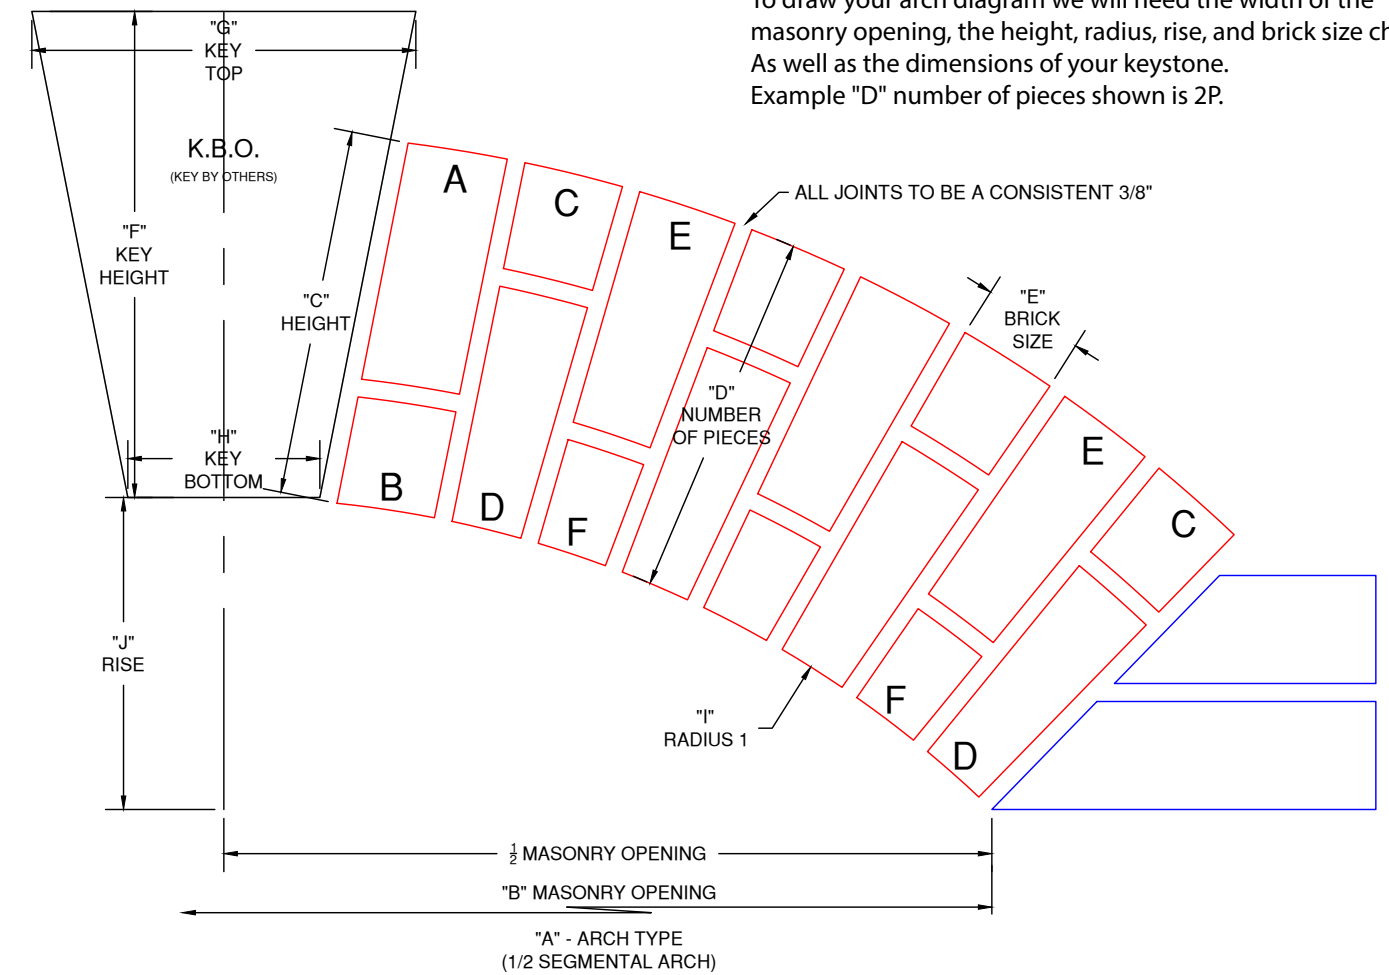 To draw your arch diagram we will need the width of the
masonry opening, the height, radius, rise, and brick size
As well as the dimensions of your keystone.
Example "D" number of pieces shown is 2P.
"G"
KEY
TOP
K.B.O.
(KEY BY OTHERS)
"F"
KEY
HEIGHT
"C"
HEIGHT
"H"
KEY
BOTTOM
A
C
E
ALL JOINTS TO BE A CONSISTENT 3/8"
"E"
BRICK
SIZE
"D"
NUMBER
OF PIECES
B
D
F
E
C
F
D
"J"
RISE
"I"
RADIUS 1
½ MASONRY OPENING
"B" MASONRY OPENING
"A" - ARCH TYPE
(1/2 SEGMENTAL ARCH)